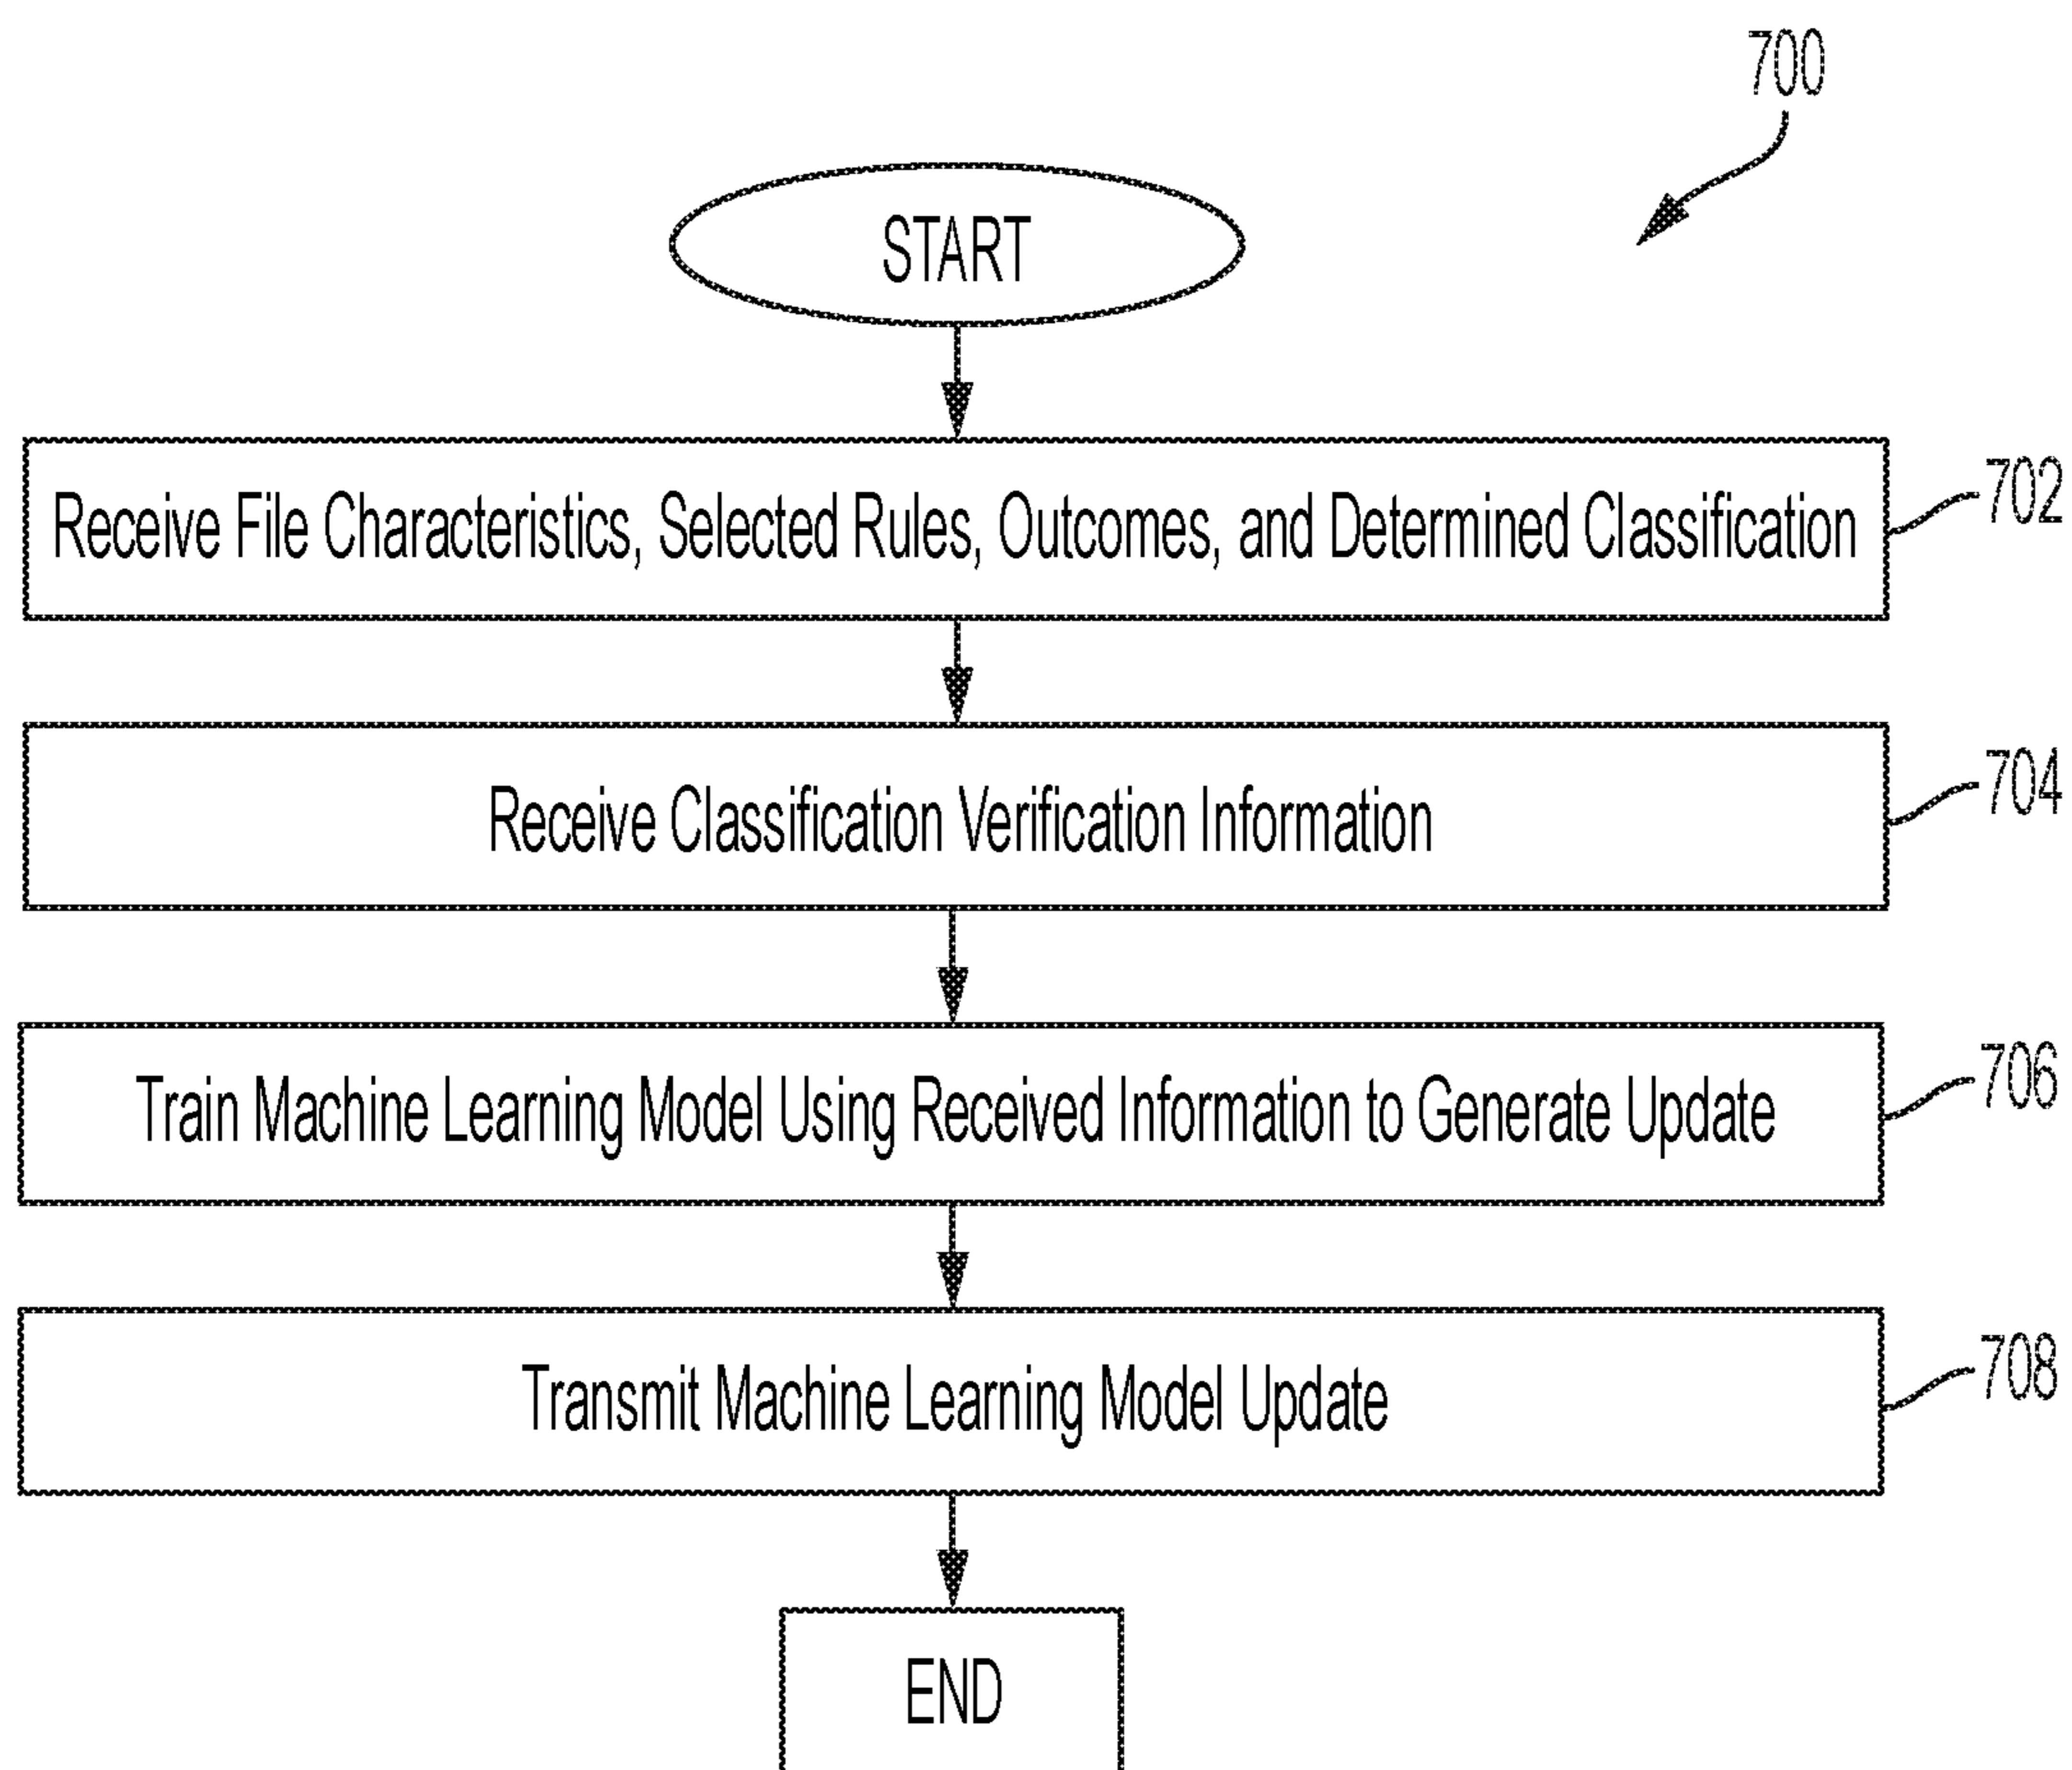 700
START
Receive File Characteristics, Selected Rules, Outcomes, and Determined Classification
702
Receive Classification Verification Information
704
Train Machine Learning Model Using Received Information to Generate Update
706
Transmit Machine Learning Model Update
708
END